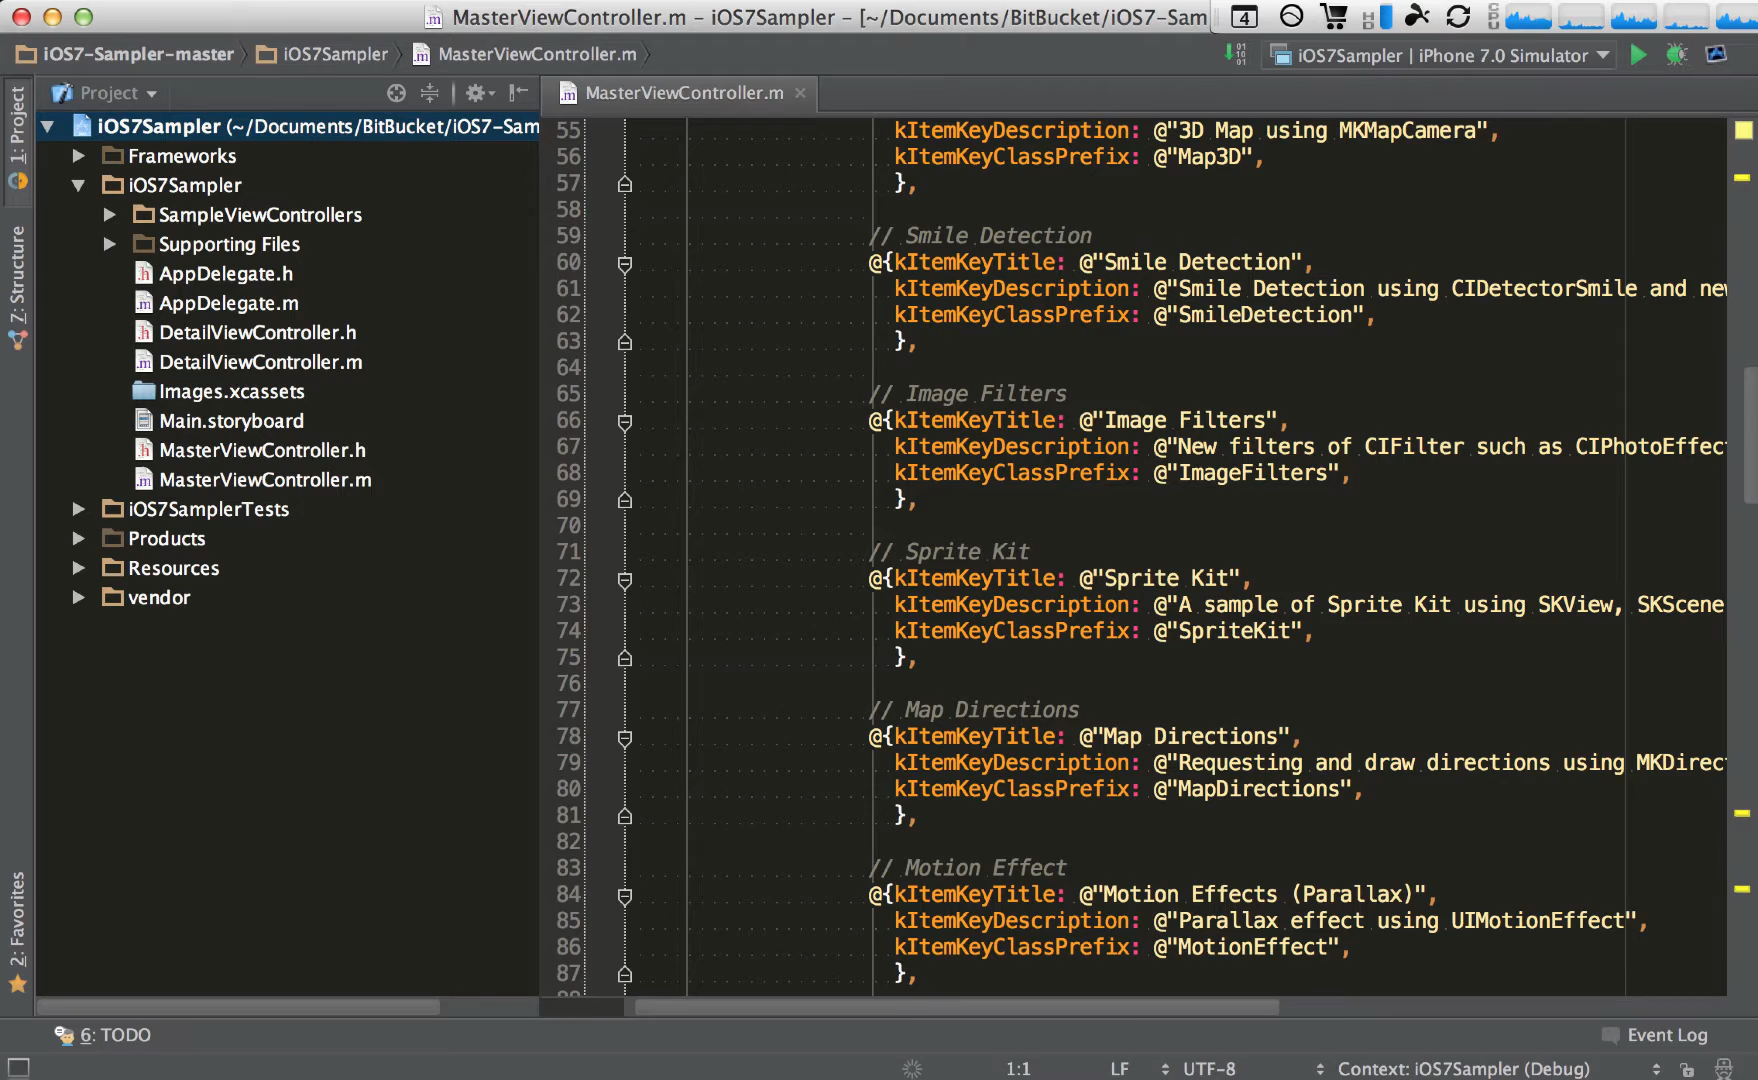 MasterViewController.m – iOS7Sampler – [~/Documents/BitBucket/iOS7-Sam
4
HD
CPU
iOS7-Sampler-master
iOS7Sampler
MasterViewController.m
iOS7Sampler | iPhone 7.0 Simulator
1: Project
7: Structure
2: Favorites
Project
iOS7Sampler (~/Documents/BitBucket/iOS7-Sam
Frameworks
iOS7Sampler
SampleViewControllers
Supporting Files
AppDelegate.h
AppDelegate.m
DetailViewController.h
DetailViewController.m
Images.xcassets
Main.storyboard
MasterViewController.h
MasterViewController.m
iOS7SamplerTests
Products
Resources
vendor
MasterViewController.m
55 kItemKeyDescription: @"3D Map using MKMapCamera",
56 kItemKeyClassPrefix: @"Map3D",
57 },
58
59 // Smile Detection
60 @{kItemKeyTitle: @"Smile Detection",
61 kItemKeyDescription: @"Smile Detection using CIDetectorSmile and new
62 kItemKeyClassPrefix: @"SmileDetection",
63 },
64
65 // Image Filters
66 @{kItemKeyTitle: @"Image Filters",
67 kItemKeyDescription: @"New filters of CIFilter such as CIPhotoEffect
68 kItemKeyClassPrefix: @"ImageFilters",
69 },
70
71 // Sprite Kit
72 @{kItemKeyTitle: @"Sprite Kit",
73 kItemKeyDescription: @"A sample of Sprite Kit using SKView, SKScene
74 kItemKeyClassPrefix: @"SpriteKit",
75 },
76
77 // Map Directions
78 @{kItemKeyTitle: @"Map Directions",
79 kItemKeyDescription: @"Requesting and draw directions using MKDirect
80 kItemKeyClassPrefix: @"MapDirections",
81 },
82
83 // Motion Effect
84 @{kItemKeyTitle: @"Motion Effects (Parallax)",
85 kItemKeyDescription: @"Parallax effect using UIMotionEffect",
86 kItemKeyClassPrefix: @"MotionEffect",
87 },
6: TODO
Event Log
1:1
LF
UTF-8
Context: iOS7Sampler (Debug)